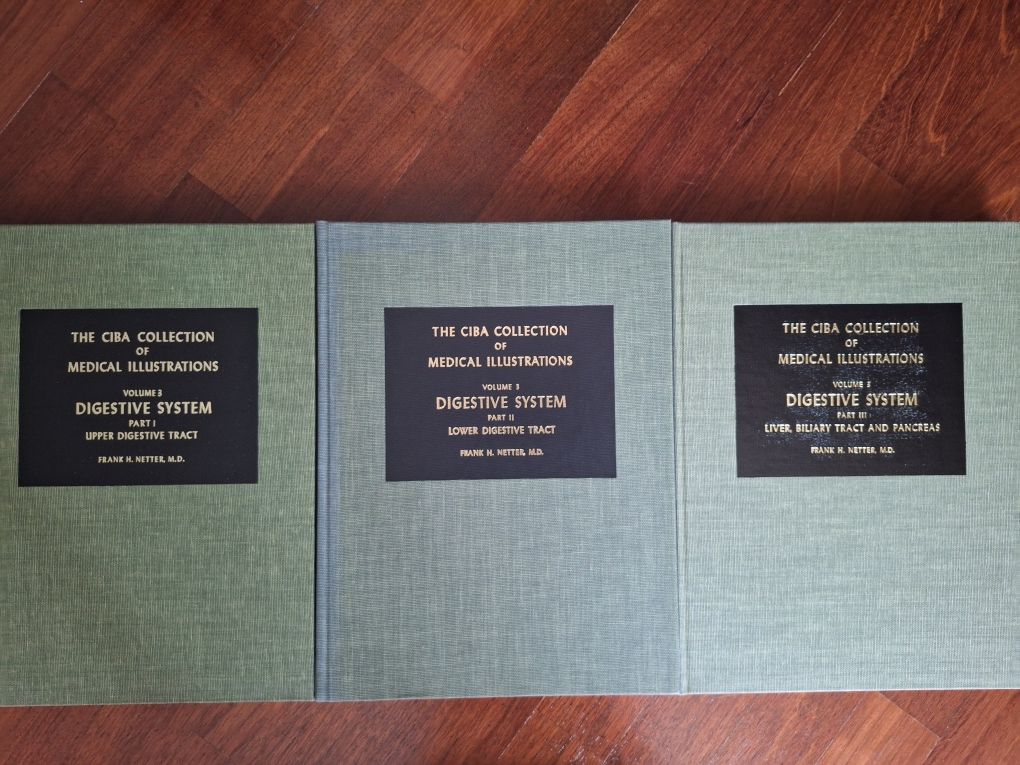 THE CIBA COLLECTION
OF
MEDICAL ILLUSTRATIONS
VOLUME 3
DIGESTIVE SYSTEM
PART I
UPPER DIGESTIVE TRACT
FRANK H. NETTER, M.D.
THE CIBA COLLECTION
OF
MEDICAL ILLUSTRATIONS
VOLUME 3
DIGESTIVE SYSTEM
PART II
LOWER DIGESTIVE TRACT
FRANK H. NETTER, M.D.
THE CIBA COLLECTION
OF
MEDICAL ILLUSTRATIONS
VOLUME 3
DIGESTIVE SYSTEM
PART III
LIVER, BILIARY TRACT AND PANCREAS
FRANK H. NETTER, M.D.